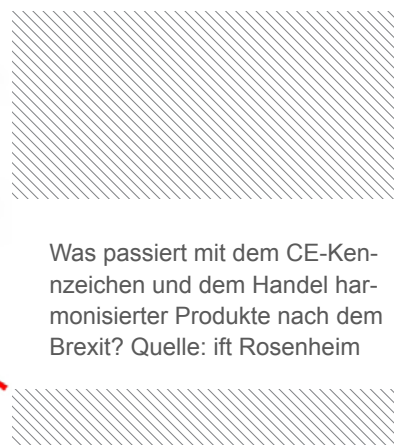 Was passiert mit dem CE-Ken-
nzeichen und dem Handel har-
monisierter Produkte nach dem
Brexit? Quelle: ift Rosenheim